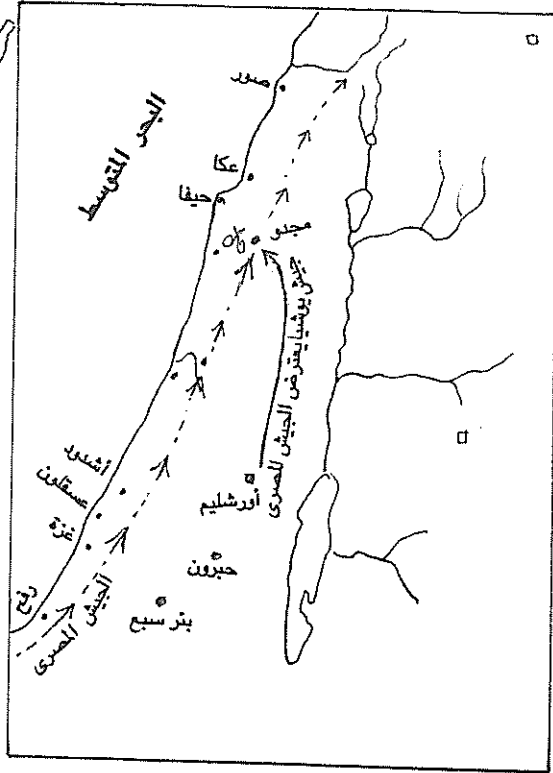 البحر المتوسط
صور
عكا
حيفا
مجدو
جيش يوشيا يعترض الجيش المصرى
أشدود
عسقلون
غزة
رفح
الجيش المصرى
أورشليم
حبرون
بئر سبع